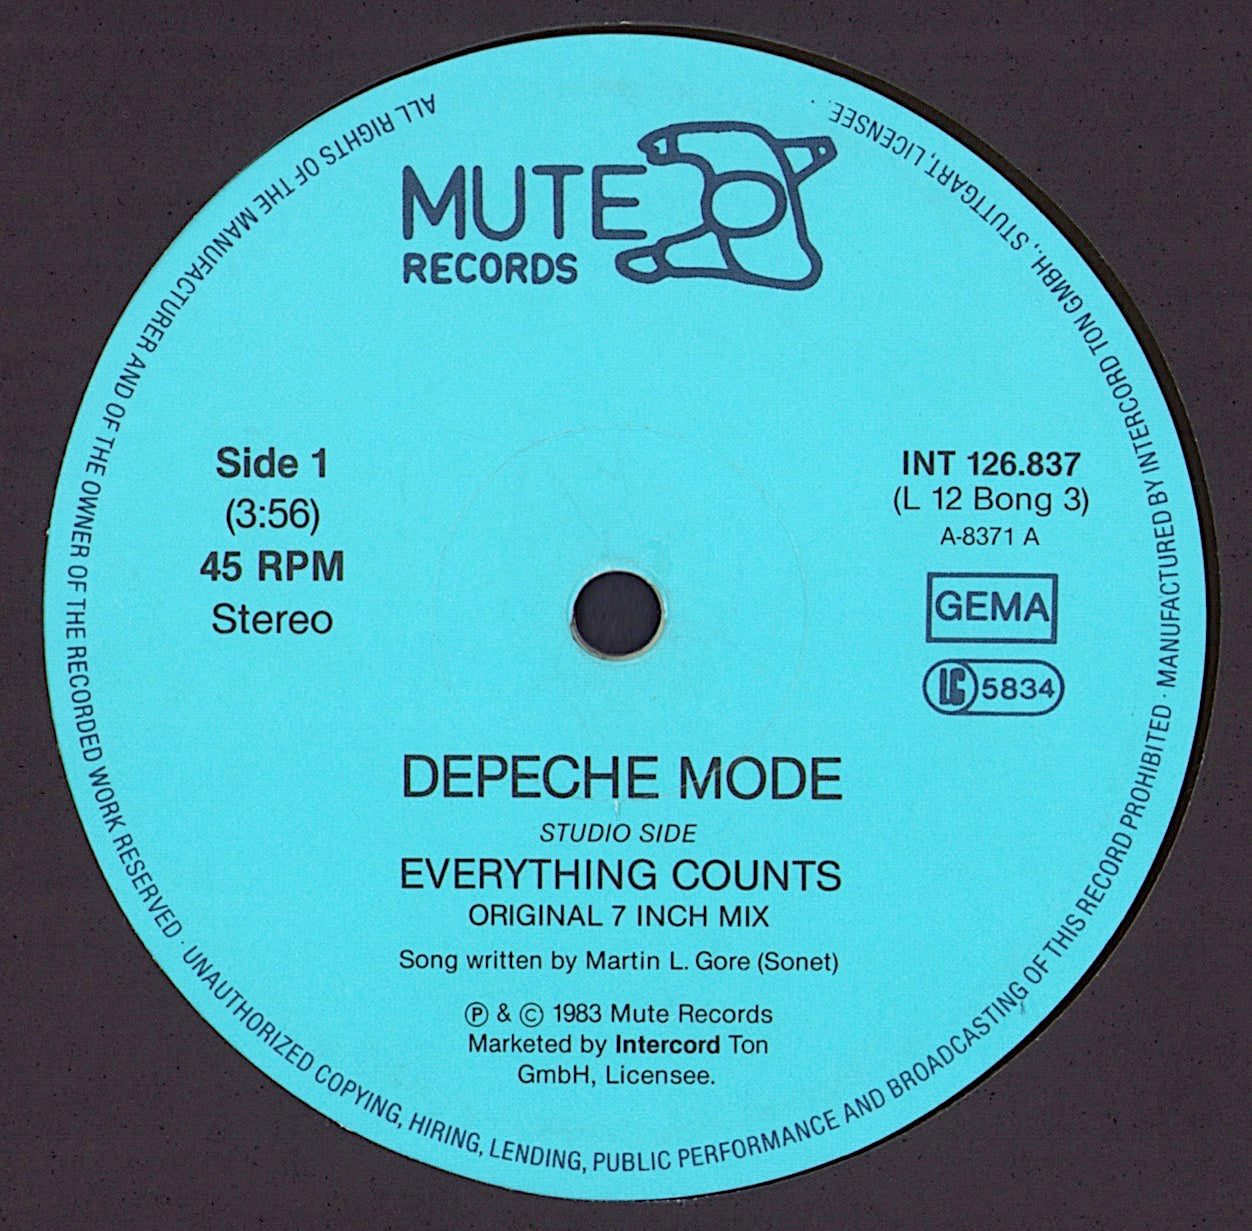 MUTE
RECORDS
Side 1
(3:56)
45 RPM
Stereo
INT 126.837
(L 12 Bong 3)
A-8371 A
GEMA
LC 5834
DEPECHE MODE
STUDIO SIDE
EVERYTHING COUNTS
ORIGINAL 7 INCH MIX
Song written by Martin L. Gore (Sonet)
Ⓟ & © 1983 Mute Records
Marketed by Intercord Ton
GmbH, Licensee.
ALL RIGHTS OF THE MANUFACTURER AND OF THE OWNER OF THE RECORDED WORK RESERVED · UNAUTHORIZED COPYING, HIRING, LENDING, PUBLIC PERFORMANCE AND BROADCASTING OF THIS RECORD PROHIBITED · MANUFACTURED BY INTERCORD TON GMBH., STUTTGART, LICENSEE.